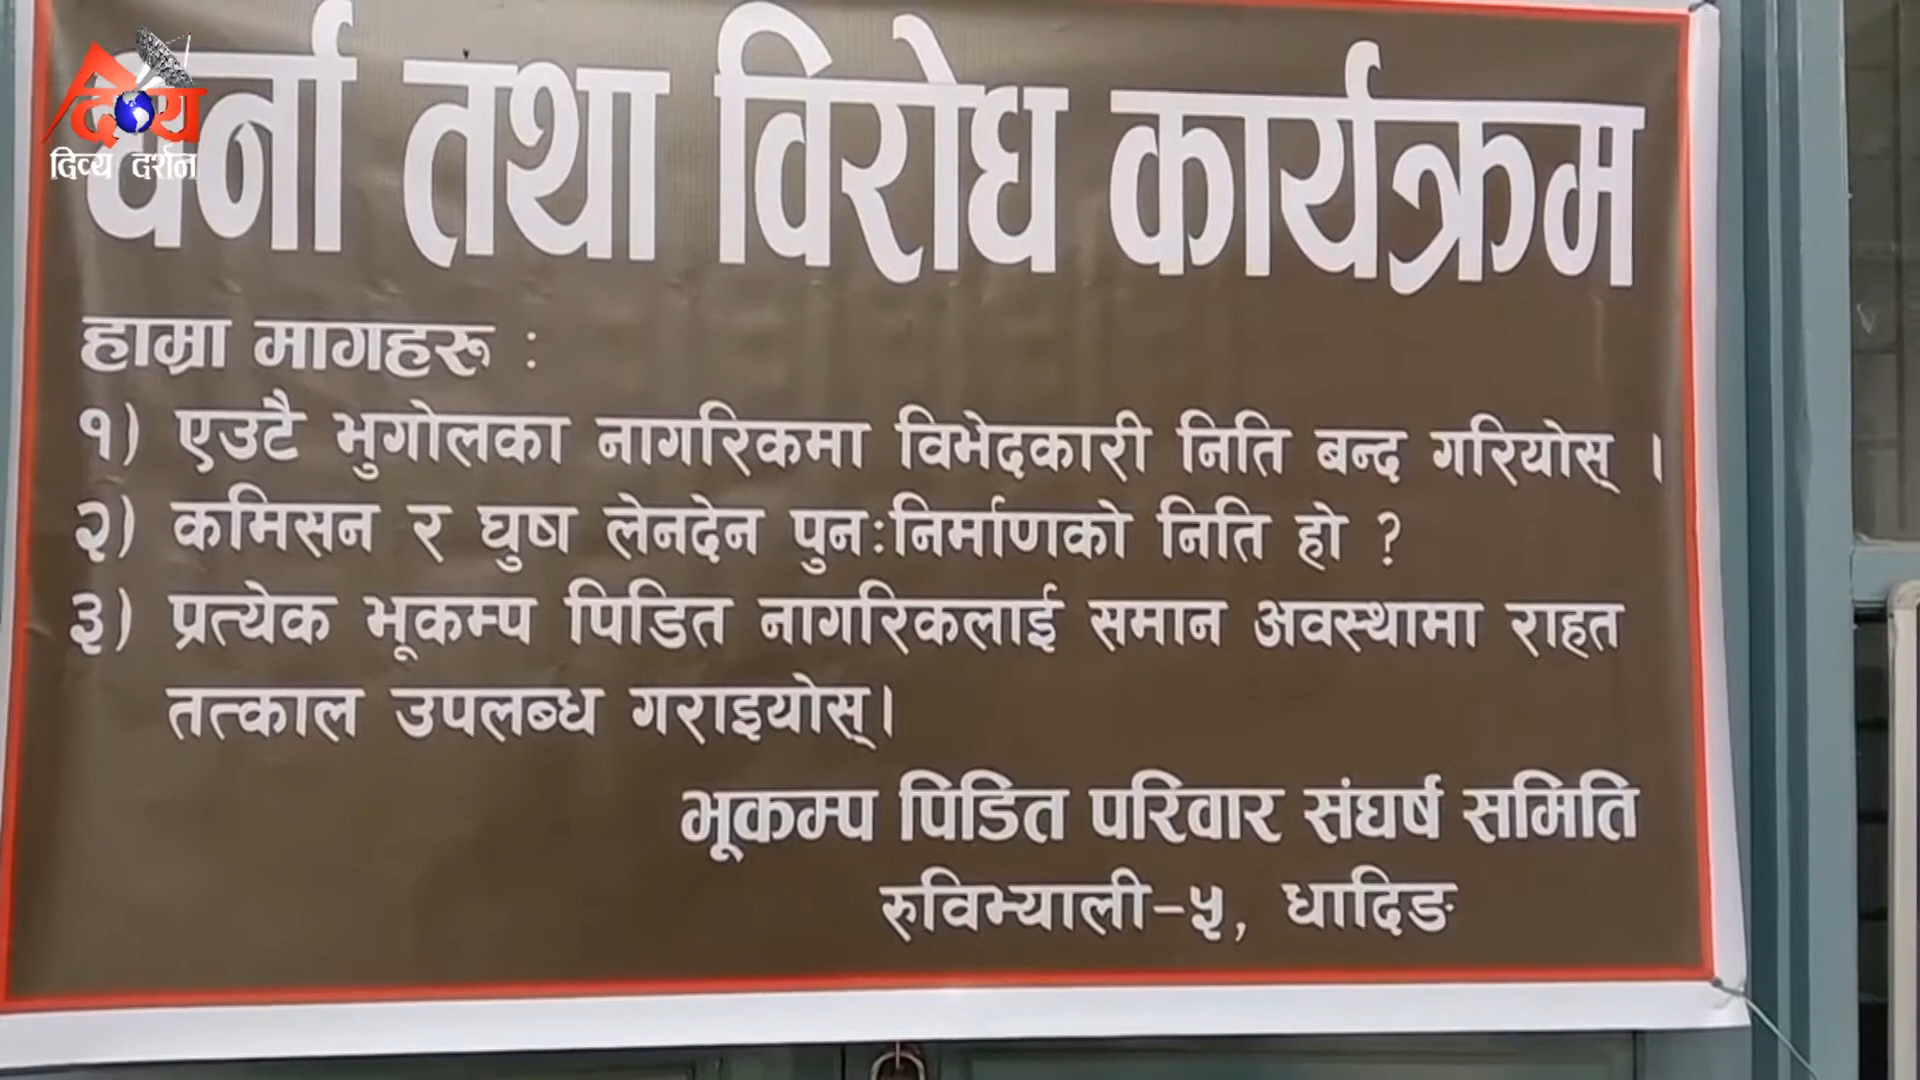 दिव्य
दिव्य दर्शन
धर्ना तथा विरोध कार्यक्रम
हाम्रा मागहरू :
१) एउटै भुगोलका नागरिकमा विभेदकारी निति बन्द गरियोस् ।
२) कमिसन र घुष लेनदेन पुनःनिर्माणको निति हो ?
३) प्रत्येक भूकम्प पिडित नागरिकलाई समान अवस्थामा राहत
तत्काल उपलब्ध गराइयोस्।
भूकम्प पिडित परिवार संघर्ष समिति
रुविभ्याली-५, धादिङ